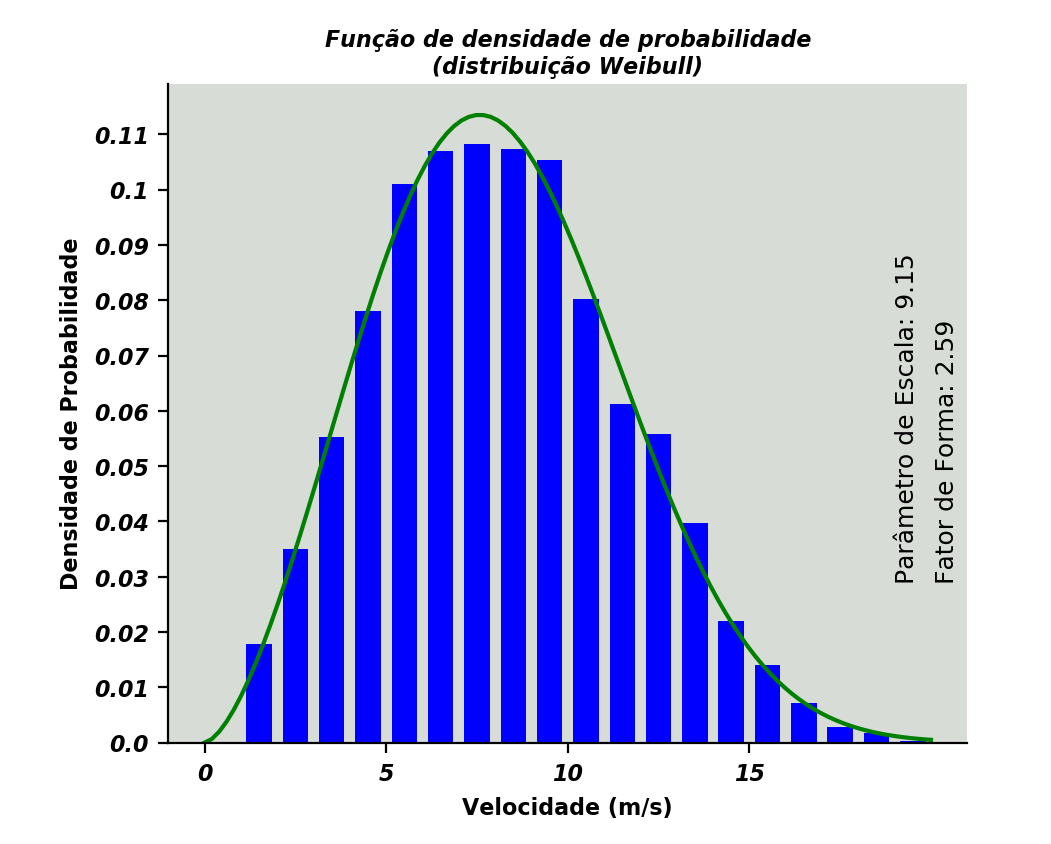 Função de densidade de probabilidade
(distribuição Weibull)
Densidade de Probabilidade
0.11
0.1
0.09
0.08
0.07
0.06
0.05
0.04
0.03
0.02
0.01
0.0
Parâmetro de Escala: 9.15
Fator de Forma: 2.59
0 5 10 15
Velocidade (m/s)